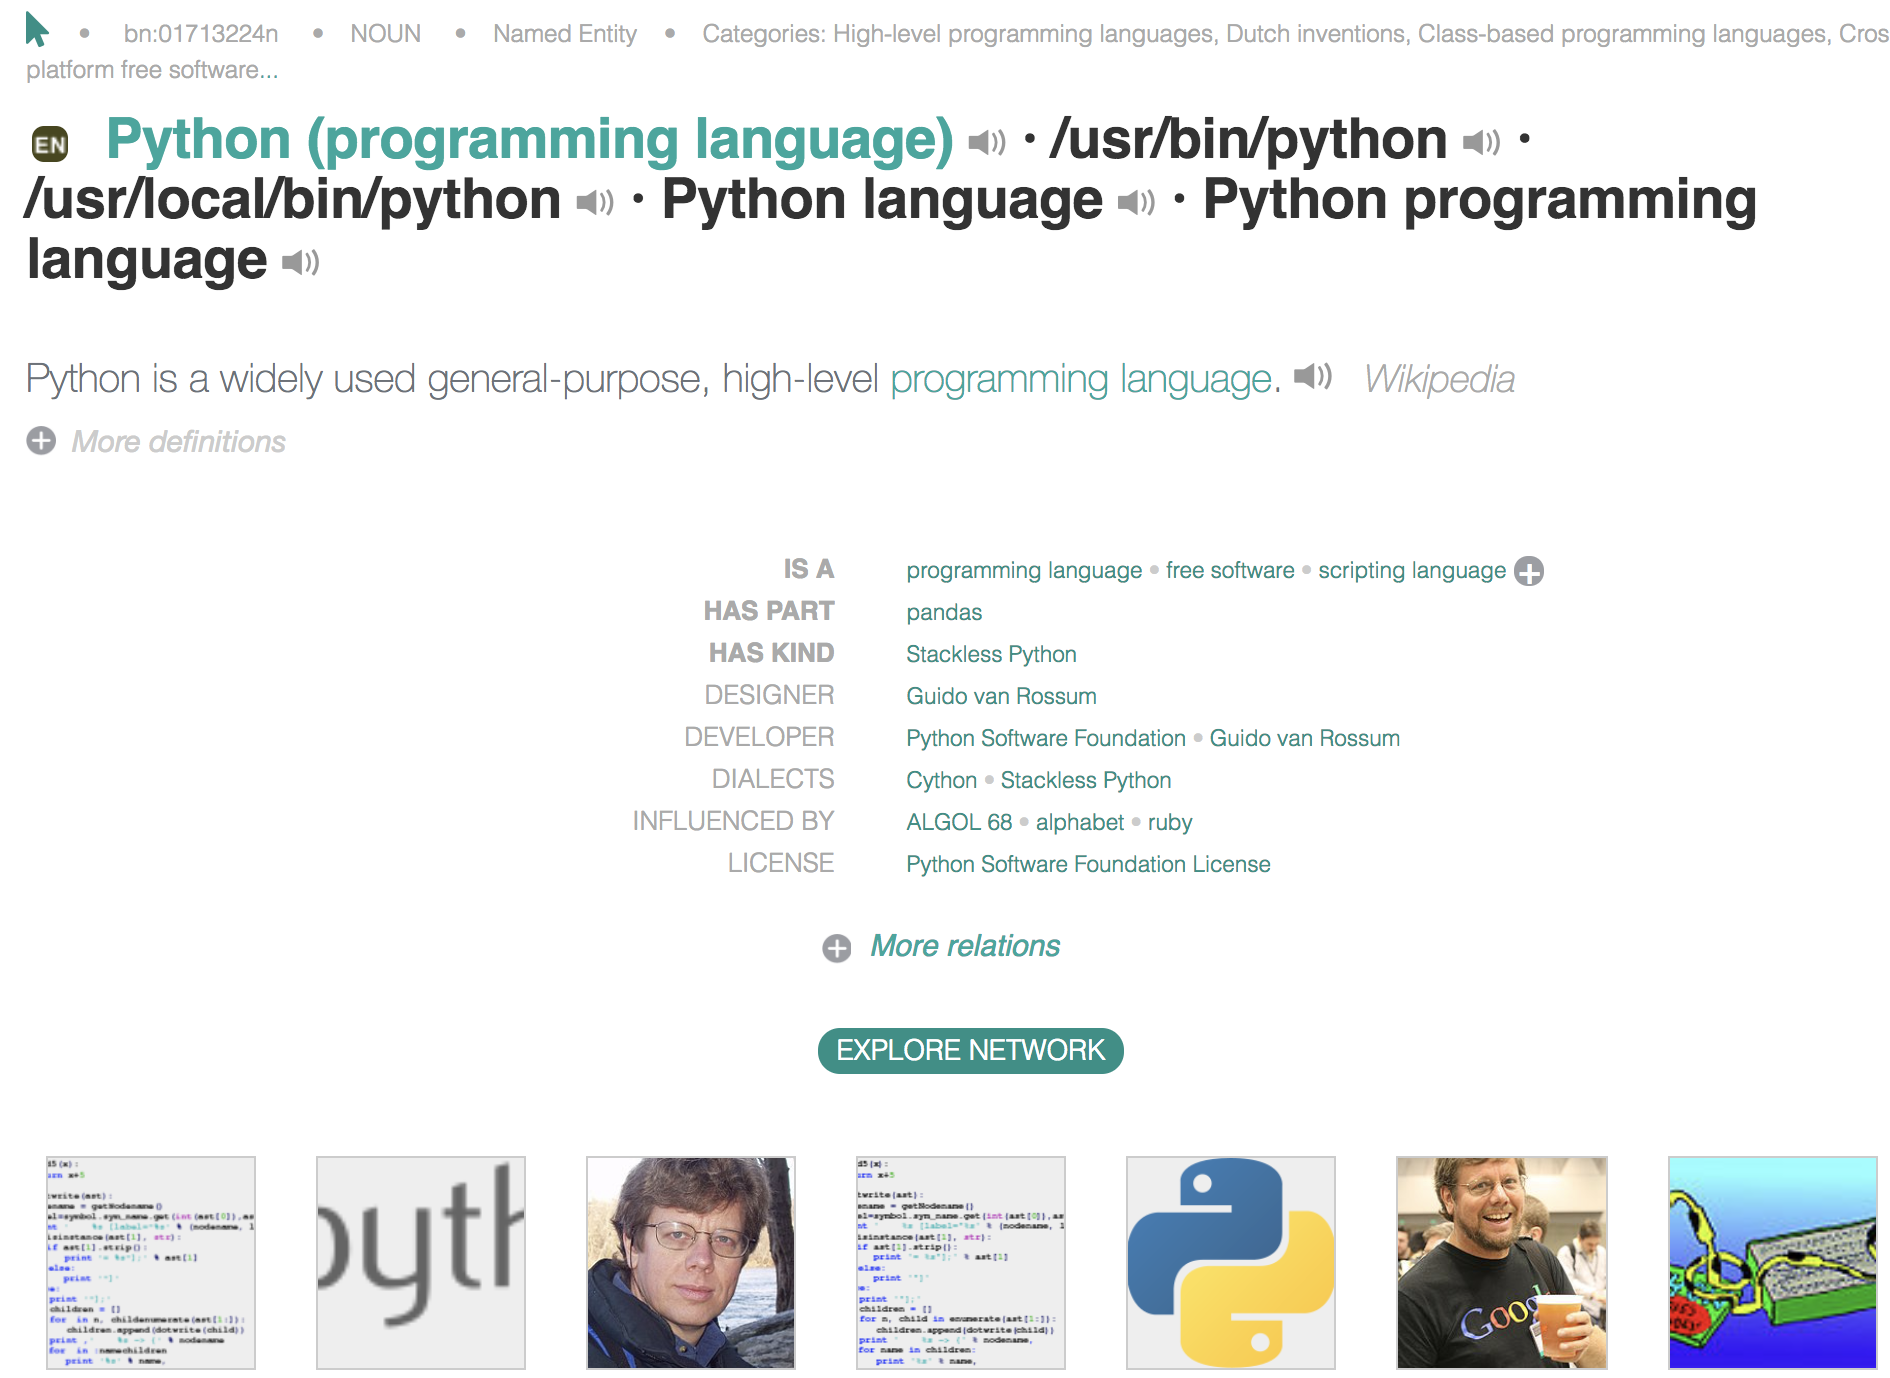 • bn:01713224n • NOUN • Named Entity • Categories: High-level programming languages, Dutch inventions, Class-based programming languages, Cros
platform free software...
EN Python (programming language) · /usr/bin/python ·
/usr/local/bin/python · Python language · Python programming
language
Python is a widely used general-purpose, high-level programming language. Wikipedia
More definitions
IS A programming language • free software • scripting language
HAS PART pandas
HAS KIND Stackless Python
DESIGNER Guido van Rossum
DEVELOPER Python Software Foundation • Guido van Rossum
DIALECTS Cython • Stackless Python
INFLUENCED BY ALGOL 68 • alphabet • ruby
LICENSE Python Software Foundation License
More relations
EXPLORE NETWORK
pyth
Goo